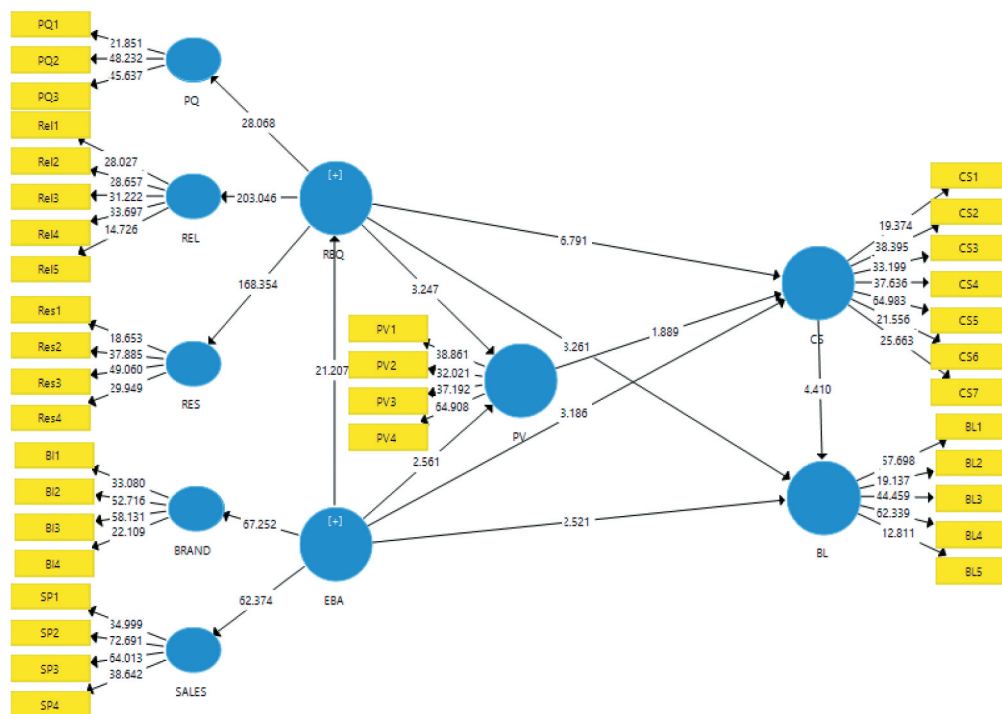 PQ1
PQ2
PQ3
21.851
48.232
45.637
PQ
Rel1
Rel2
Rel3
Rel4
Rel5
28.027
28.657
31.222
33.697
14.726
REL
Res1
Res2
Res3
Res4
18.653
37.885
49.060
29.949
RES
BI1
BI2
BI3
BI4
33.080
52.716
58.131
22.109
BRAND
SP1
SP2
SP3
SP4
34.999
72.691
64.013
38.642
SALES
28.068
203.046
168.354
[+]
RBQ
21.207
67.252
62.374
[+]
EBA
PV1
PV2
PV3
PV4
38.861
32.021
37.192
64.908
PV
3.247
2.561
6.791
1.889
3.261
3.186
2.521
CS
4.410
BL
19.374
38.395
33.199
37.636
64.983
21.556
25.663
CS1
CS2
CS3
CS4
CS5
CS6
CS7
57.698
19.137
44.459
62.339
12.811
BL1
BL2
BL3
BL4
BL5